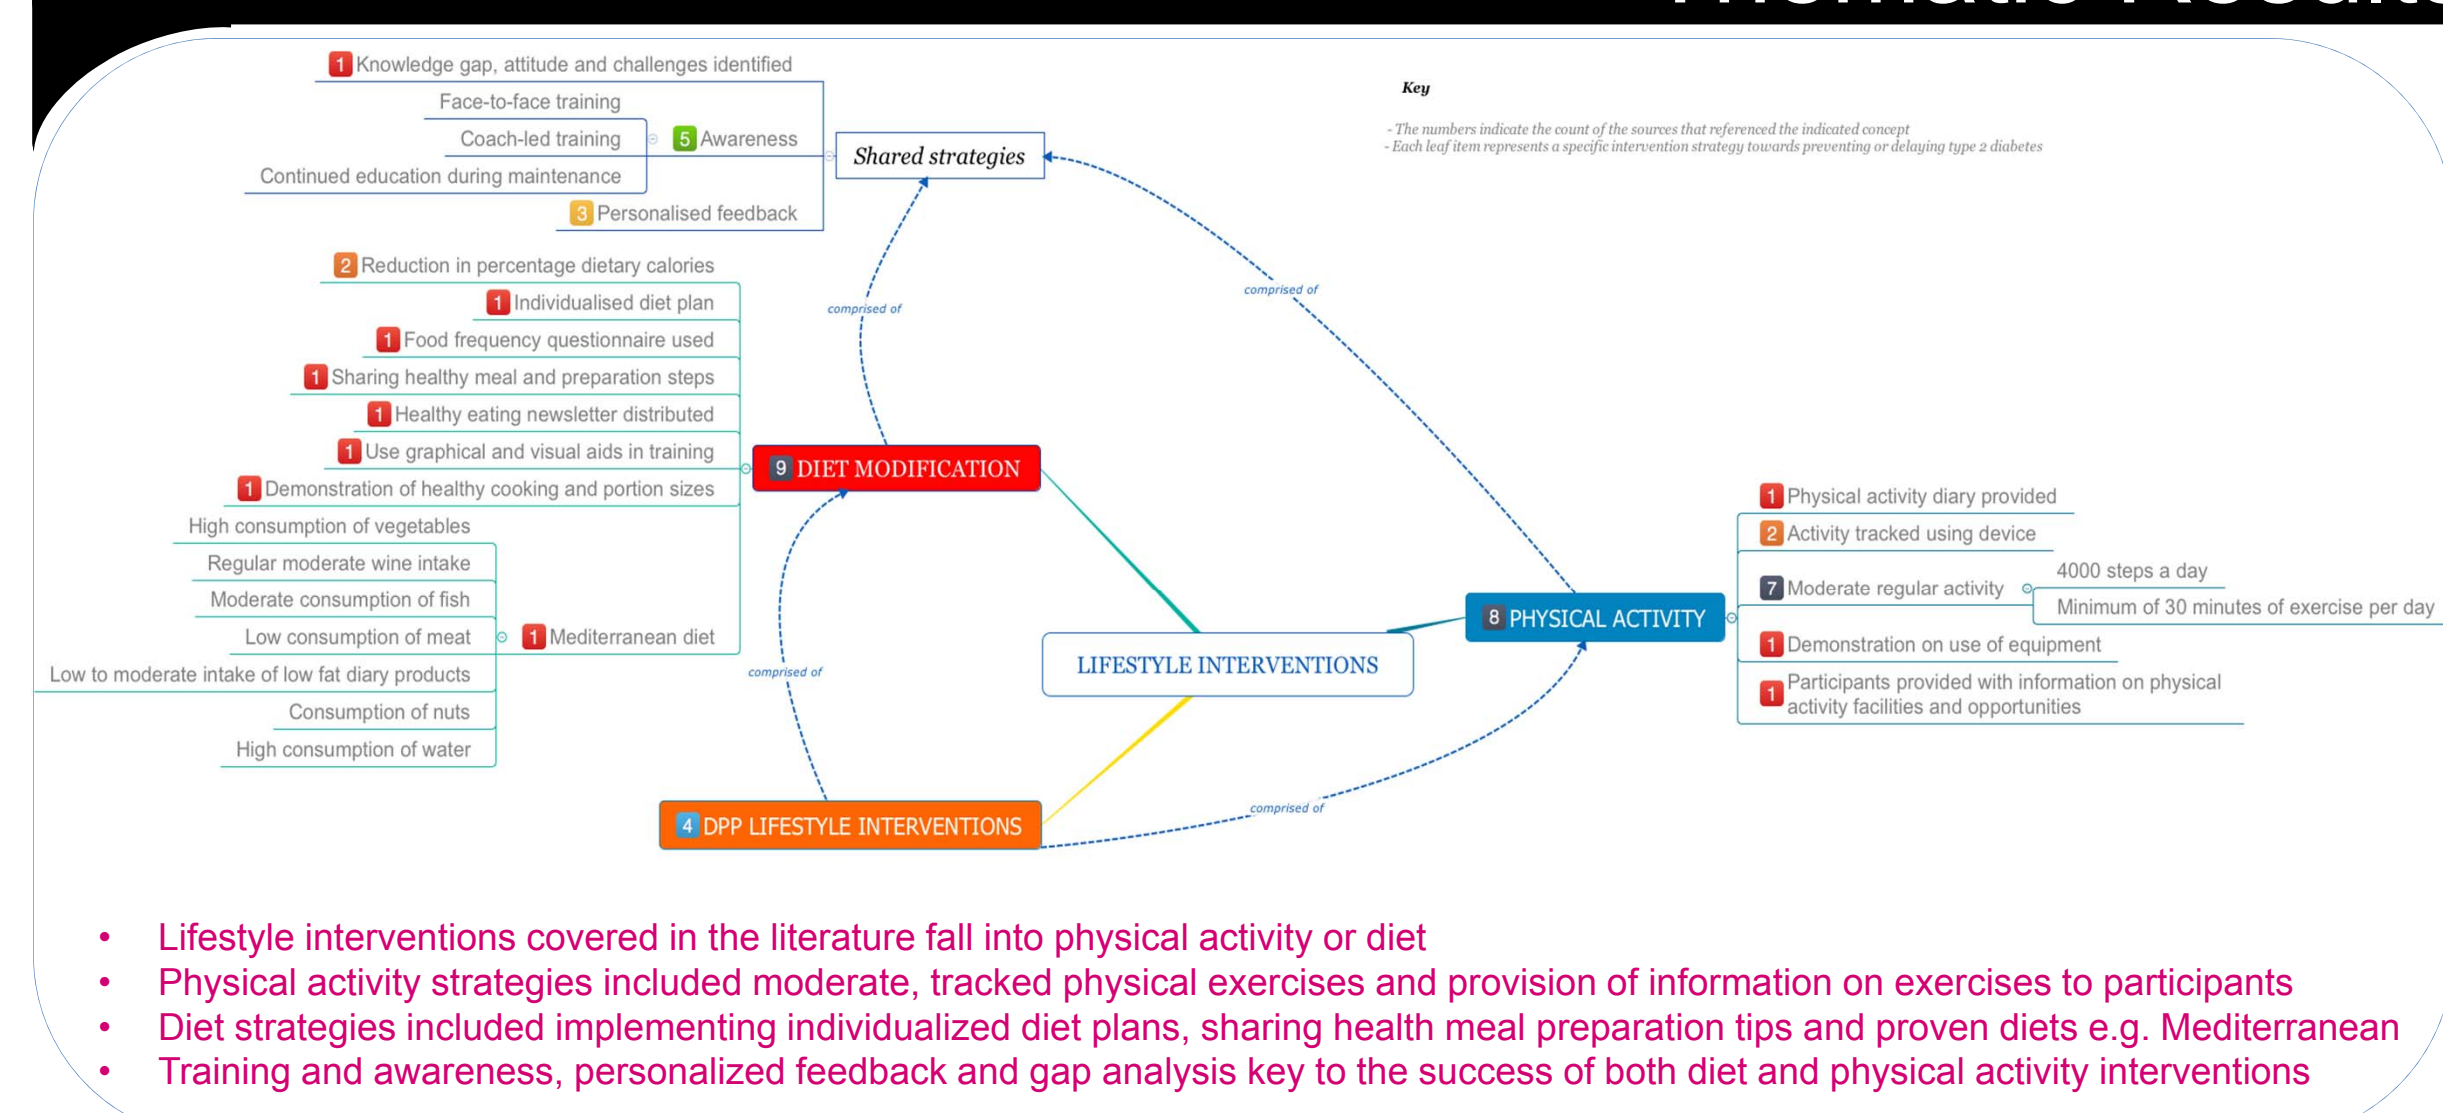 Thematic Results
1 Knowledge gap, attitude and challenges identified
Face-to-face training
Coach-led training
Continued education during maintenance
5 Awareness
3 Personalised feedback
Shared strategies
Key
- The numbers indicate the count of the sources that referenced the indicated concept
- Each leaf item represents a specific intervention strategy towards preventing or delaying type 2 diabetes
comprised of
comprised of
2 Reduction in percentage dietary calories
1 Individualised diet plan
1 Food frequency questionnaire used
1 Sharing healthy meal and preparation steps
1 Healthy eating newsletter distributed
1 Use graphical and visual aids in training
1 Demonstration of healthy cooking and portion sizes
High consumption of vegetables
Regular moderate wine intake
Moderate consumption of fish
Low consumption of meat
Low to moderate intake of low fat diary products
Consumption of nuts
High consumption of water
1 Mediterranean diet
9 DIET MODIFICATION
comprised of
LIFESTYLE INTERVENTIONS
4 DPP LIFESTYLE INTERVENTIONS
comprised of
8 PHYSICAL ACTIVITY
1 Physical activity diary provided
2 Activity tracked using device
7 Moderate regular activity
4000 steps a day
Minimum of 30 minutes of exercise per day
1 Demonstration on use of equipment
1 Participants provided with information on physical
activity facilities and opportunities
• Lifestyle interventions covered in the literature fall into physical activity or diet
• Physical activity strategies included moderate, tracked physical exercises and provision of information on exercises to participants
• Diet strategies included implementing individualized diet plans, sharing health meal preparation tips and proven diets e.g. Mediterranean
• Training and awareness, personalized feedback and gap analysis key to the success of both diet and physical activity interventions